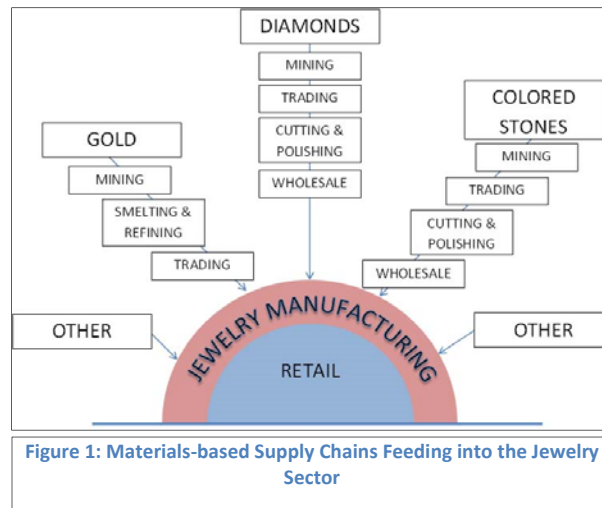 DIAMONDS
MINING
TRADING
CUTTING &
POLISHING
WHOLESALE
COLORED
STONES
MINING
TRADING
CUTTING &
POLISHING
WHOLESALE
GOLD
MINING
SMELTING &
REFINING
TRADING
OTHER
OTHER
JEWELRY MANUFACTURING
RETAIL
Figure 1: Materials-based Supply Chains Feeding into the Jewelry
Sector